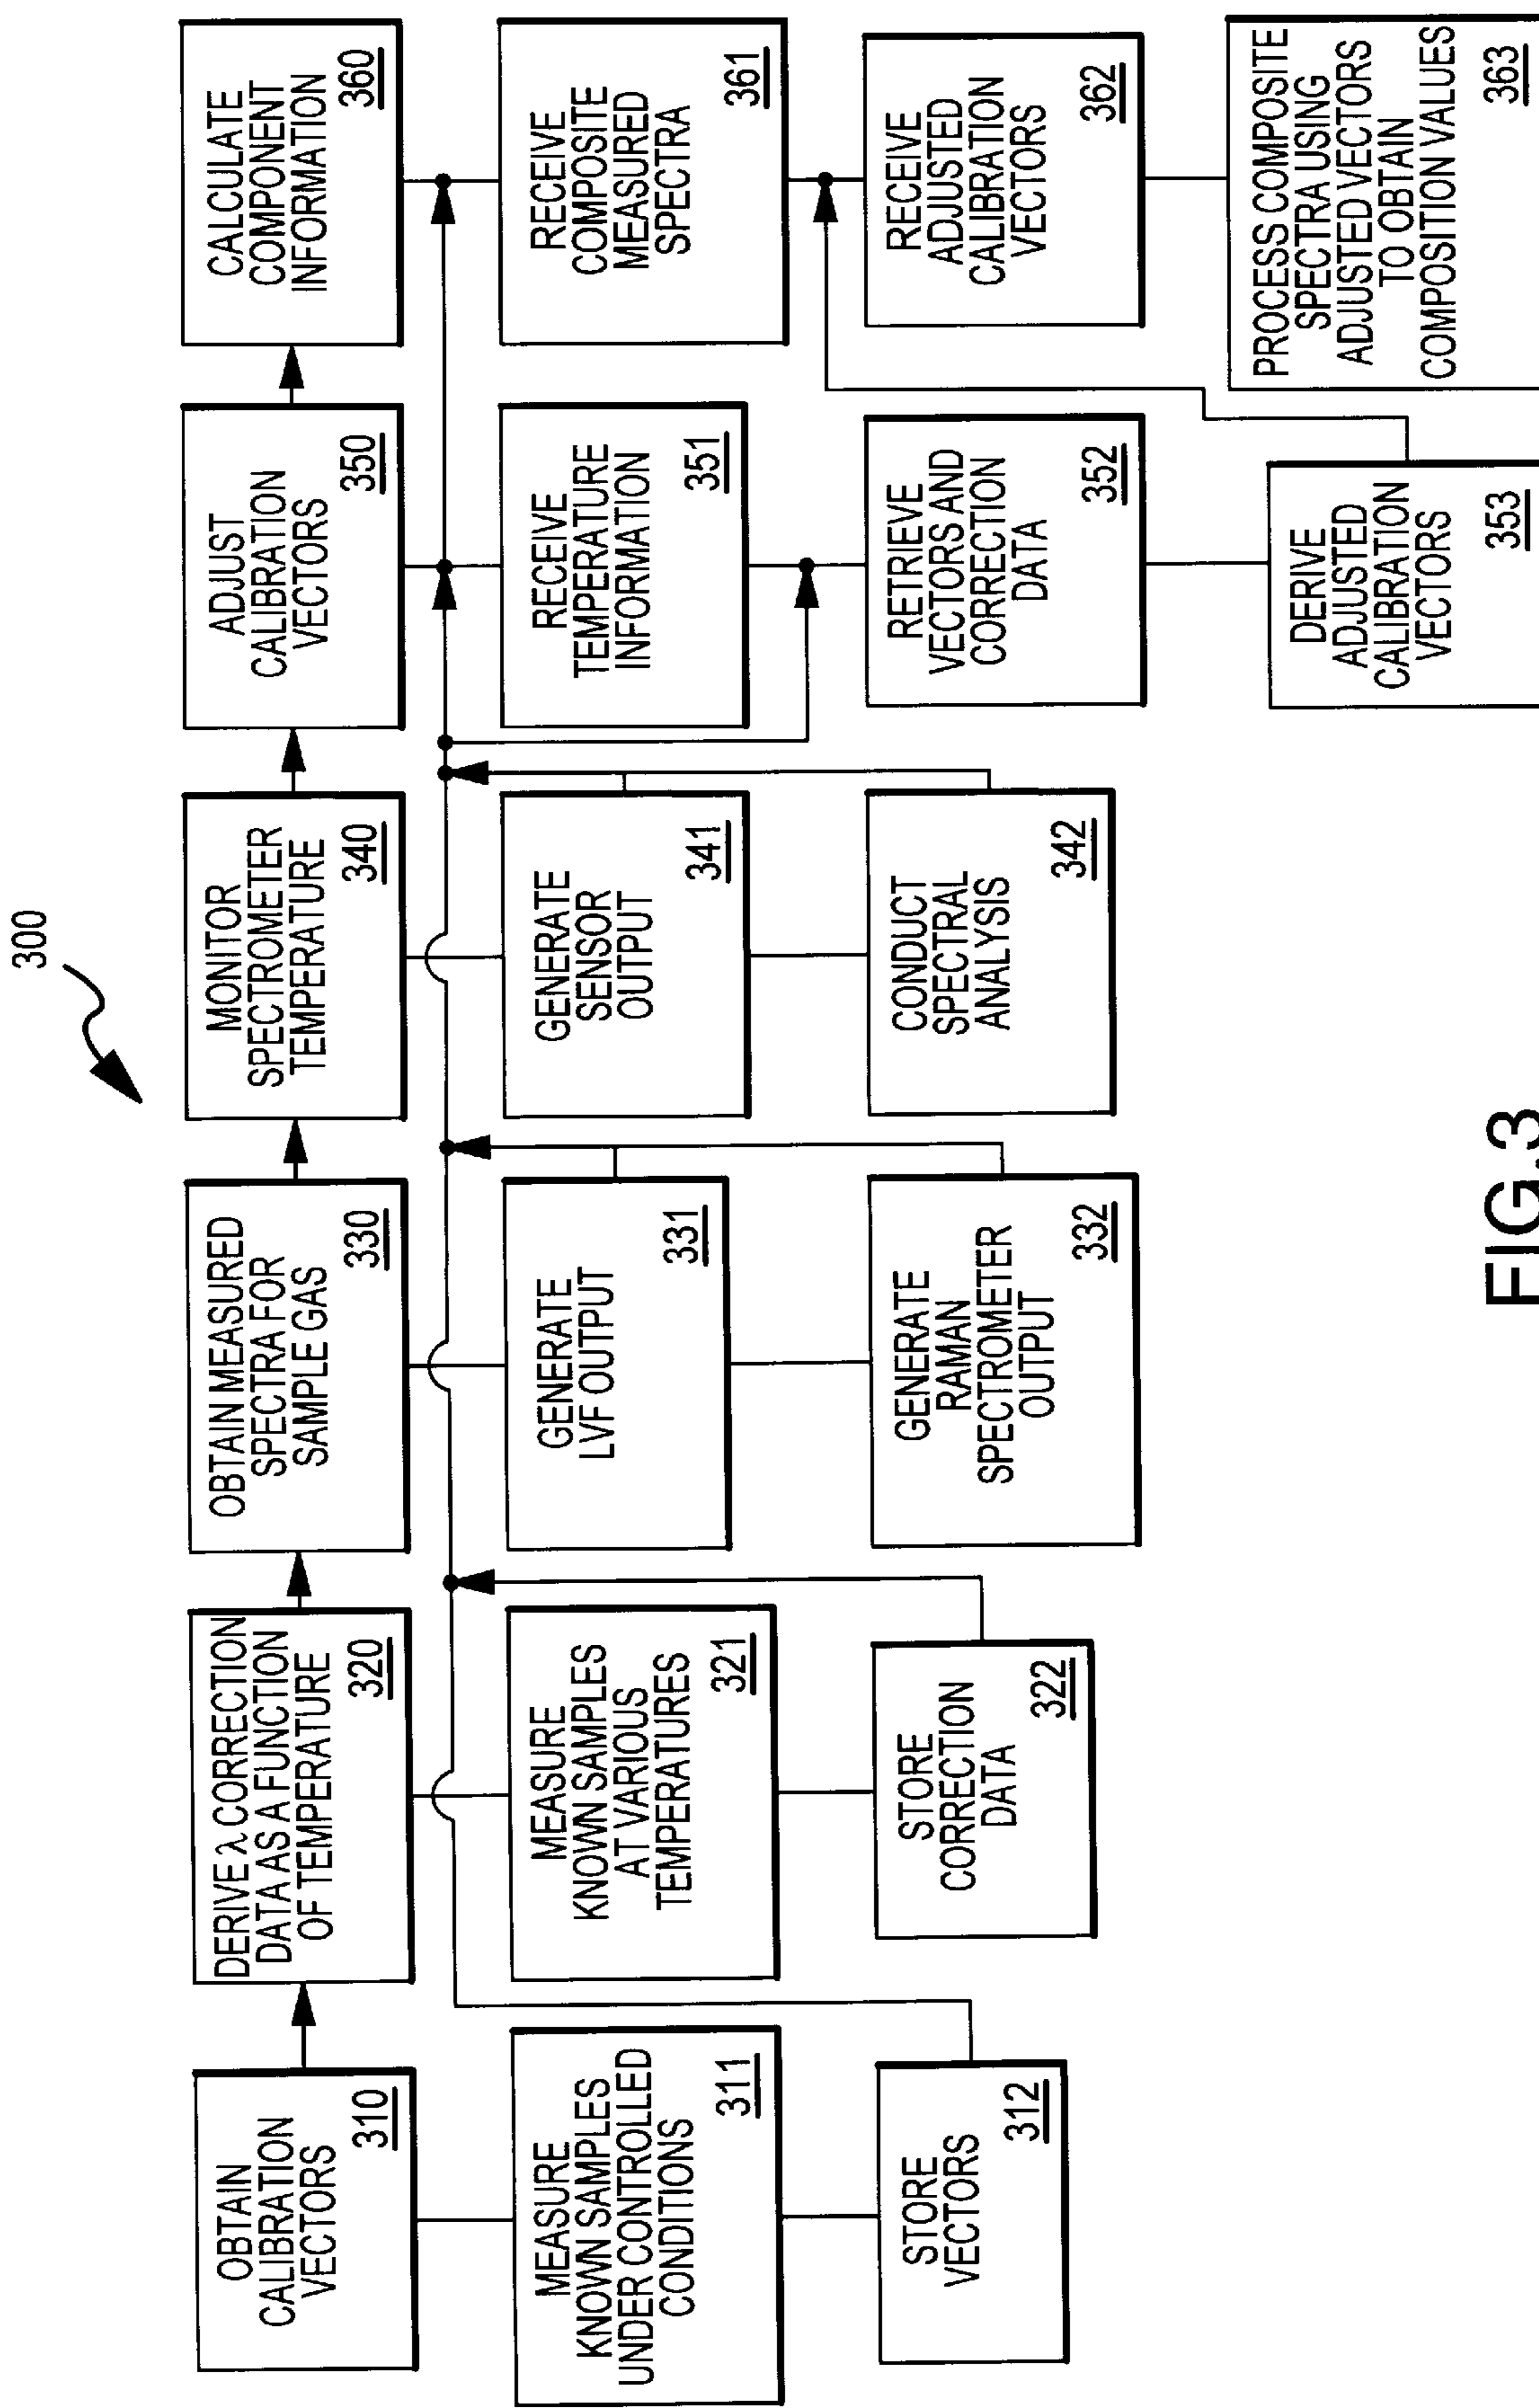 300
OBTAIN
CALIBRATION
VECTORS
310
DERIVE λ CORRECTION
DATA AS A FUNCTION
OF TEMPERATURE
320
OBTAIN MEASURED
SPECTRA FOR
SAMPLE GAS
330
MONITOR
SPECTROMETER
TEMPERATURE
340
ADJUST
CALIBRATION
VECTORS
350
CALCULATE
COMPONENT
INFORMATION
360
MEASURE
KNOWN SAMPLES
UNDER CONTROLLED
CONDITIONS
311
MEASURE
KNOWN SAMPLES
AT VARIOUS
TEMPERATURES
321
GENERATE
LVF OUTPUT
331
GENERATE
SENSOR
OUTPUT
341
RECEIVE
TEMPERATURE
INFORMATION
351
RECEIVE
COMPOSITE
MEASURED
SPECTRA
361
STORE
VECTORS
312
STORE
CORRECTION
DATA
322
GENERATE
RAMAN
SPECTROMETER
OUTPUT
332
CONDUCT
SPECTRAL
ANALYSIS
342
RETRIEVE
VECTORS AND
CORRECTION
DATA
352
RECEIVE
ADJUSTED
CALIBRATION
VECTORS
362
DERIVE
ADJUSTED
CALIBRATION
VECTORS
353
PROCESS COMPOSITE
SPECTRA USING
ADJUSTED VECTORS
TO OBTAIN
COMPOSITION VALUES
363
FIG.3